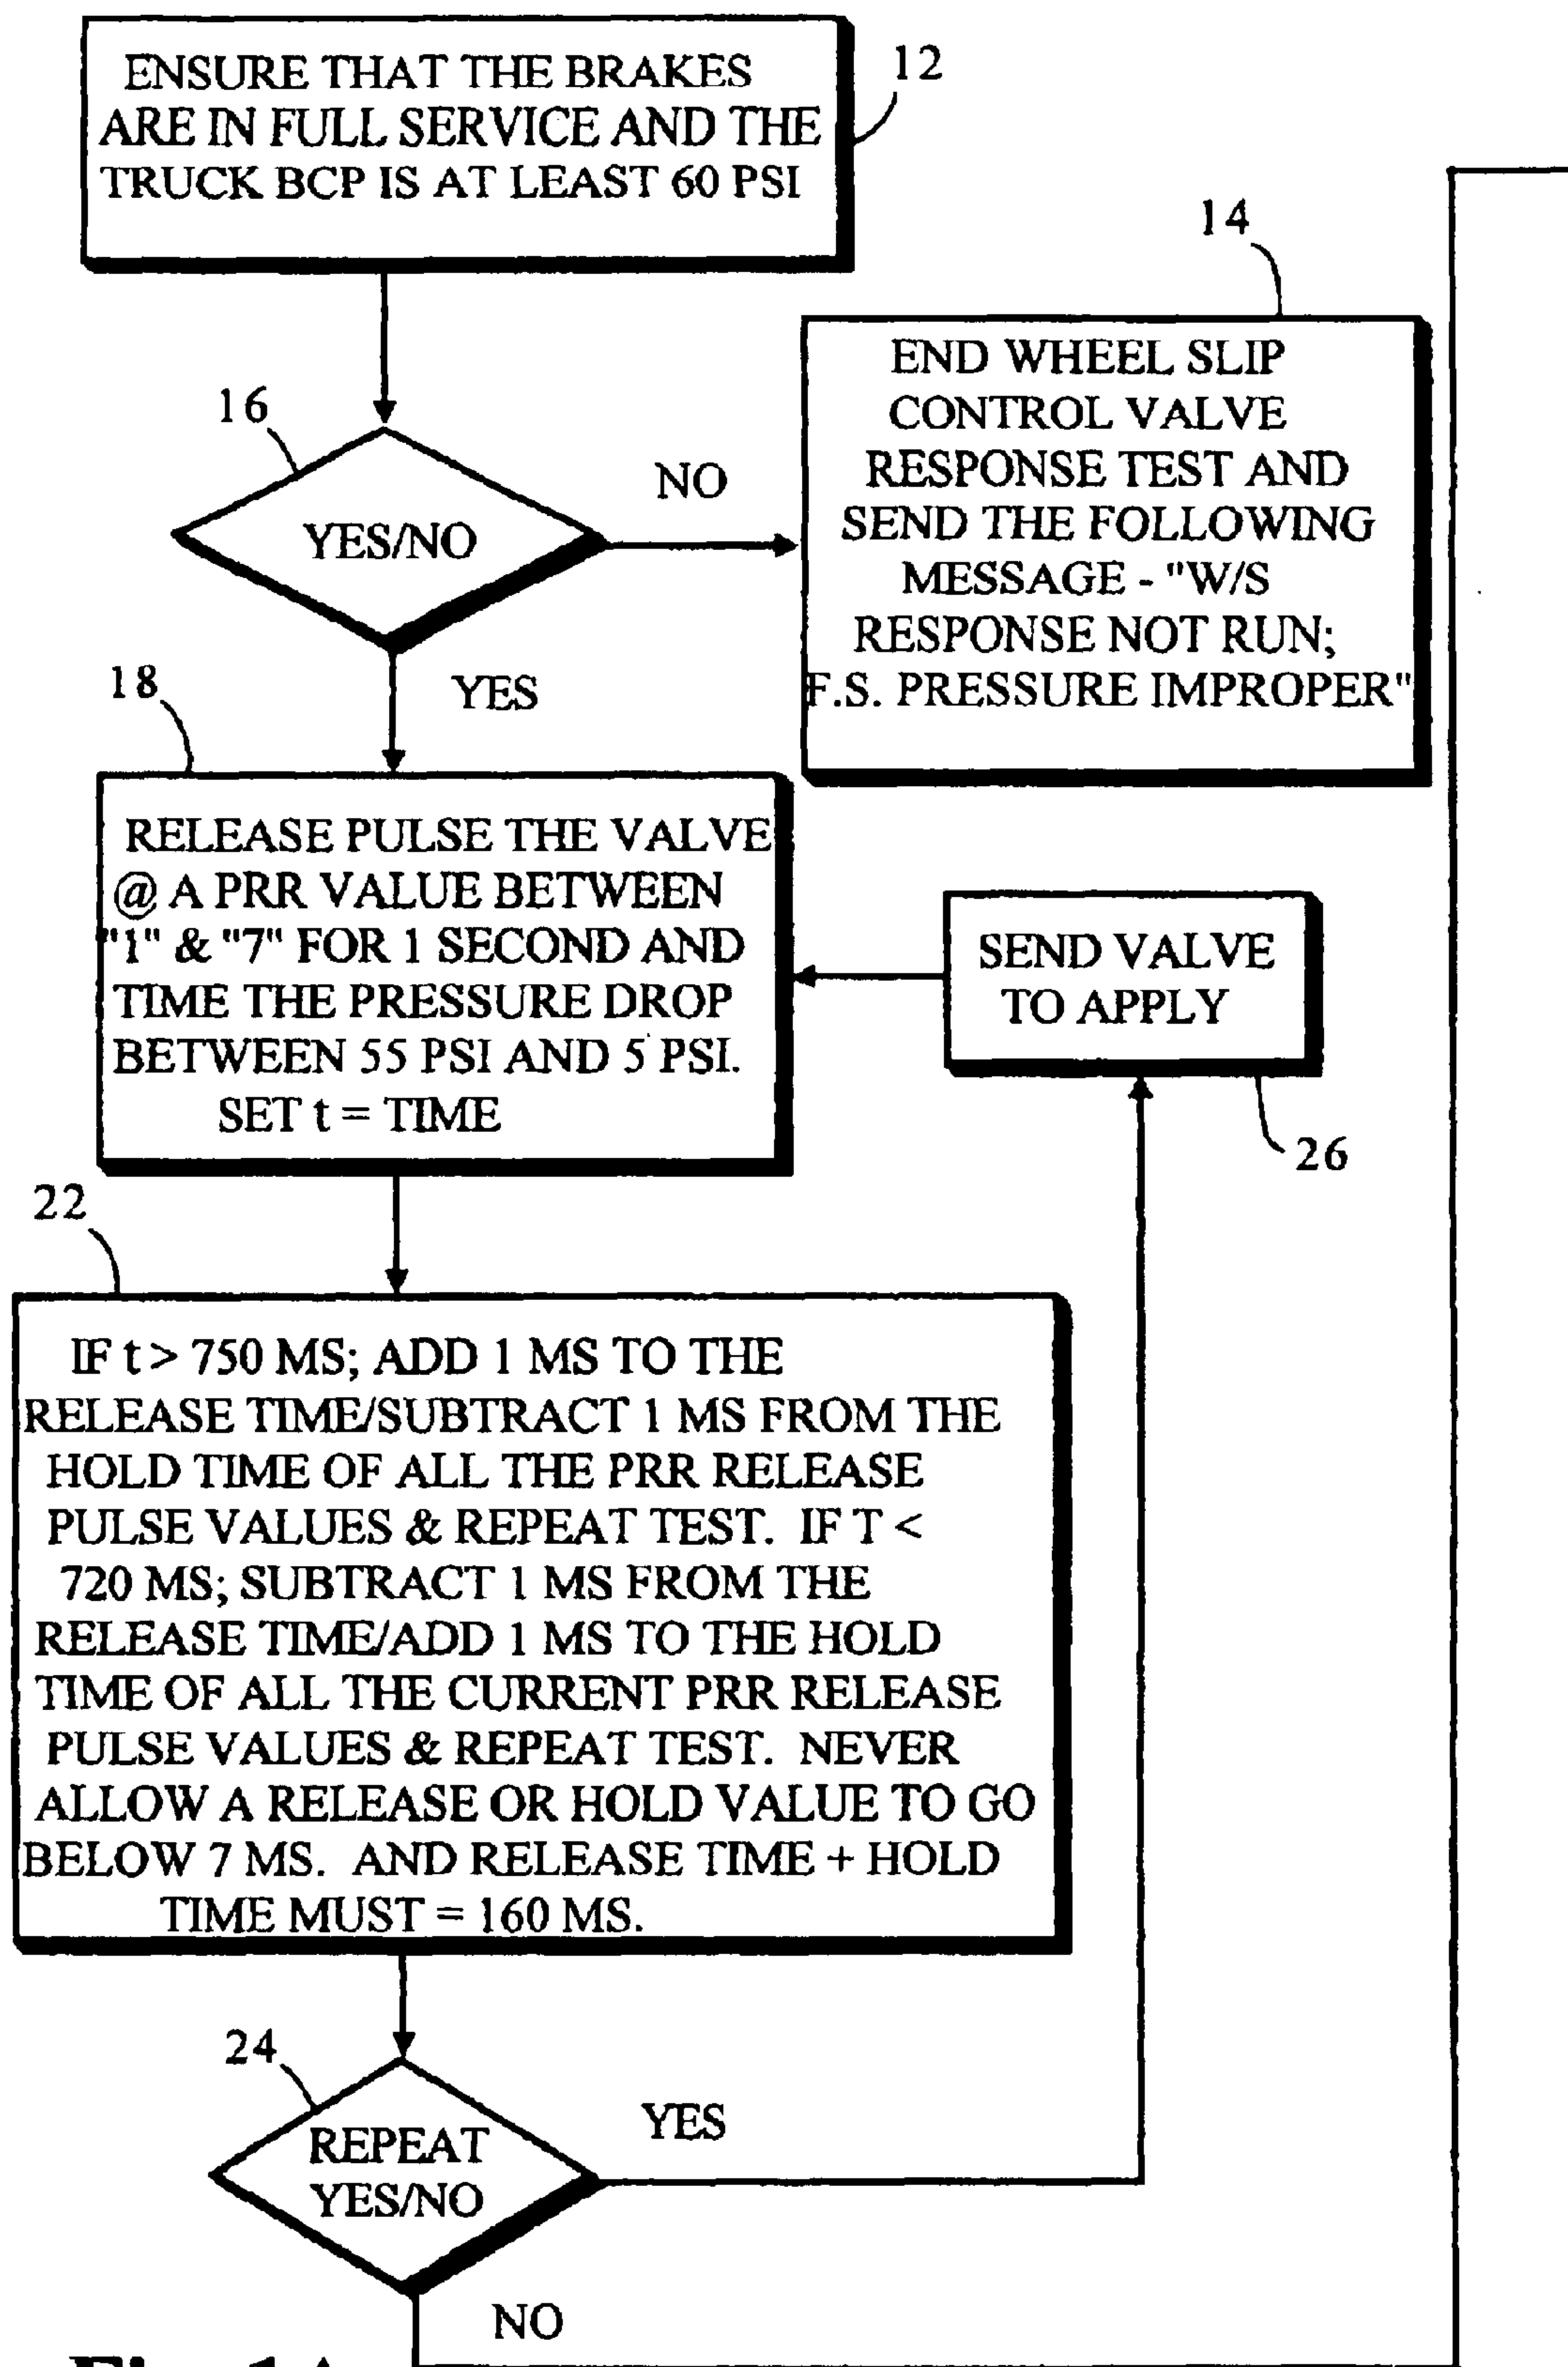 ENSURE THAT THE BRAKES
ARE IN FULL SERVICE AND THE
TRUCK BCP IS AT LEAST 60 PSI
12
14
END WHEEL SLIP
CONTROL VALVE
RESPONSE TEST AND
SEND THE FOLLOWING
MESSAGE - "W/S
RESPONSE NOT RUN;
F.S. PRESSURE IMPROPER"
16
YES/NO
NO
YES
18
RELEASE PULSE THE VALVE
@ A PRR VALUE BETWEEN
"1" & "7" FOR 1 SECOND AND
TIME THE PRESSURE DROP
BETWEEN 55 PSI AND 5 PSI.
SET t = TIME
SEND VALVE
TO APPLY
26
22
IF t > 750 MS; ADD 1 MS TO THE
RELEASE TIME/SUBTRACT 1 MS FROM THE
HOLD TIME OF ALL THE PRR RELEASE
PULSE VALUES & REPEAT TEST. IF T <
720 MS; SUBTRACT 1 MS FROM THE
RELEASE TIME/ADD 1 MS TO THE HOLD
TIME OF ALL THE CURRENT PRR RELEASE
PULSE VALUES & REPEAT TEST. NEVER
ALLOW A RELEASE OR HOLD VALUE TO GO
BELOW 7 MS. AND RELEASE TIME + HOLD
TIME MUST = 160 MS.
24
REPEAT
YES/NO
YES
NO